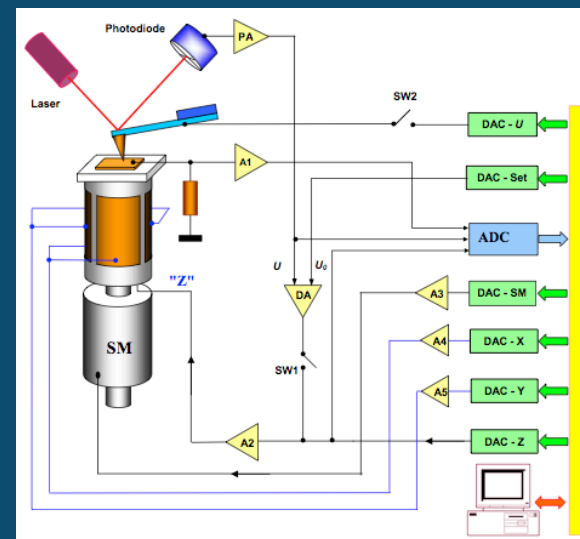 Photodiode
PA
Laser
SW2
DAC - U
A1
DAC - Set
ADC
U
U₀
"Z"
DA
A3
DAC - SM
SM
A4
DAC - X
SW1
A5
DAC - Y
A2
DAC - Z